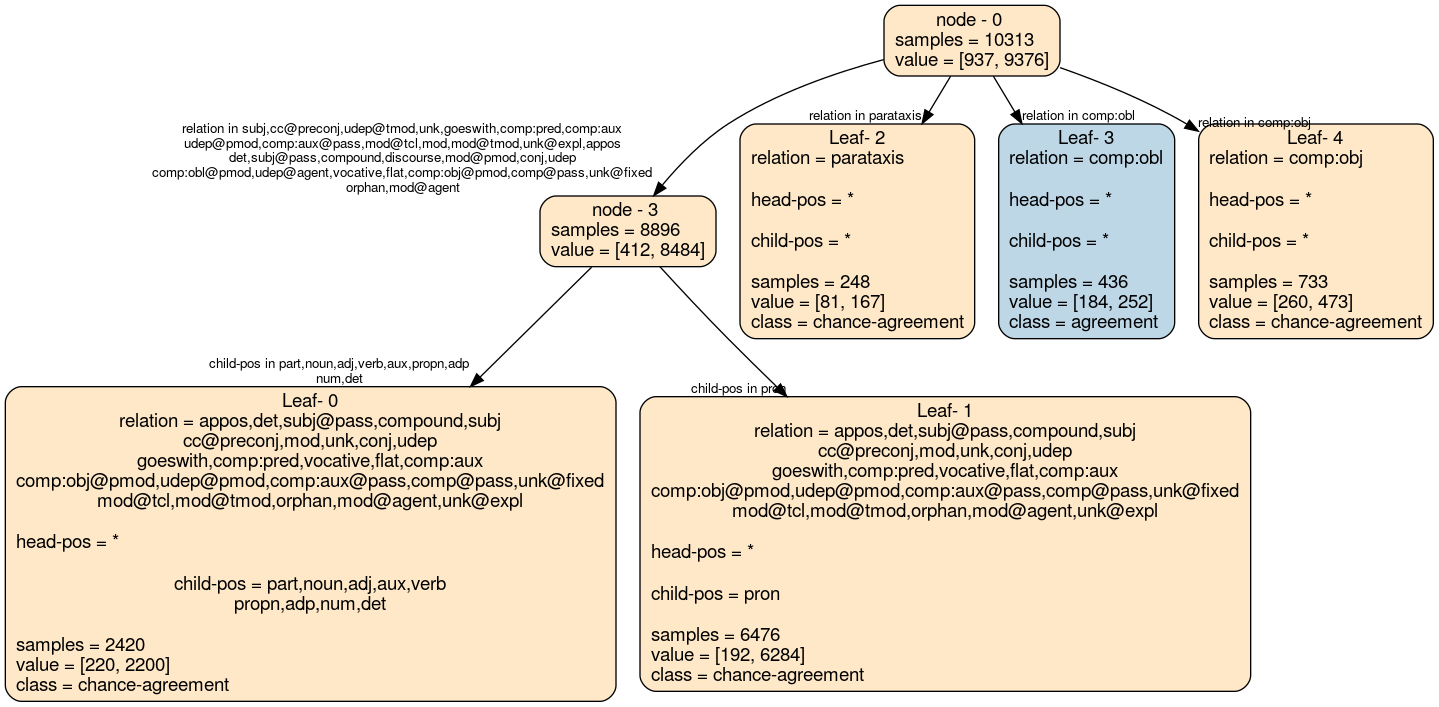 node - 0
samples = 10313
value = [937, 9376]
relation in subj,cc@preconj,udep@tmod,unk,goeswith,comp:pred,comp:aux
udep@pmod,comp:aux@pass,mod@tcl,mod,mod@tmod,unk@expl,appos
det,subj@pass,compound,discourse,mod@pmod,conj,udep
comp:obl@pmod,udep@agent,vocative,flat,comp:obj@pmod,comp@pass,unk@fixed
orphan,mod@agent
relation in parataxis
relation in comp:obl
relation in comp:obj
node - 3
samples = 8896
value = [412, 8484]
Leaf- 2
relation = parataxis
head-pos = *
child-pos = *
samples = 248
value = [81, 167]
class = chance-agreement
Leaf- 3
relation = comp:obl
head-pos = *
child-pos = *
samples = 436
value = [184, 252]
class = agreement
Leaf- 4
relation = comp:obj
head-pos = *
child-pos = *
samples = 733
value = [260, 473]
class = chance-agreement
child-pos in part,noun,adj,verb,aux,propn,adp
num,det
child-pos in pron
Leaf- 0
relation = appos,det,subj@pass,compound,subj
cc@preconj,mod,unk,conj,udep
goeswith,comp:pred,vocative,flat,comp:aux
comp:obj@pmod,udep@pmod,comp:aux@pass,comp@pass,unk@fixed
mod@tcl,mod@tmod,orphan,mod@agent,unk@expl
head-pos = *
child-pos = part,noun,adj,aux,verb
propn,adp,num,det
samples = 2420
value = [220, 2200]
class = chance-agreement
Leaf- 1
relation = appos,det,subj@pass,compound,subj
cc@preconj,mod,unk,conj,udep
goeswith,comp:pred,vocative,flat,comp:aux
comp:obj@pmod,udep@pmod,comp:aux@pass,comp@pass,unk@fixed
mod@tcl,mod@tmod,orphan,mod@agent,unk@expl
head-pos = *
child-pos = pron
samples = 6476
value = [192, 6284]
class = chance-agreement